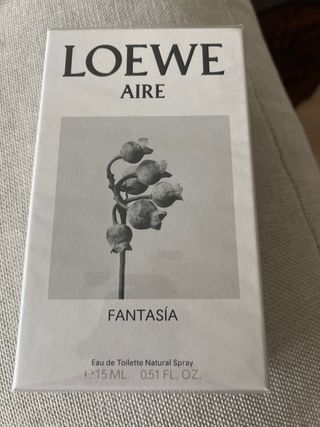 LOEWE
AIRE
FANTASÍA
Eau de Toilette Natural Spray
℮15 ML. 0.51 FL. OZ.